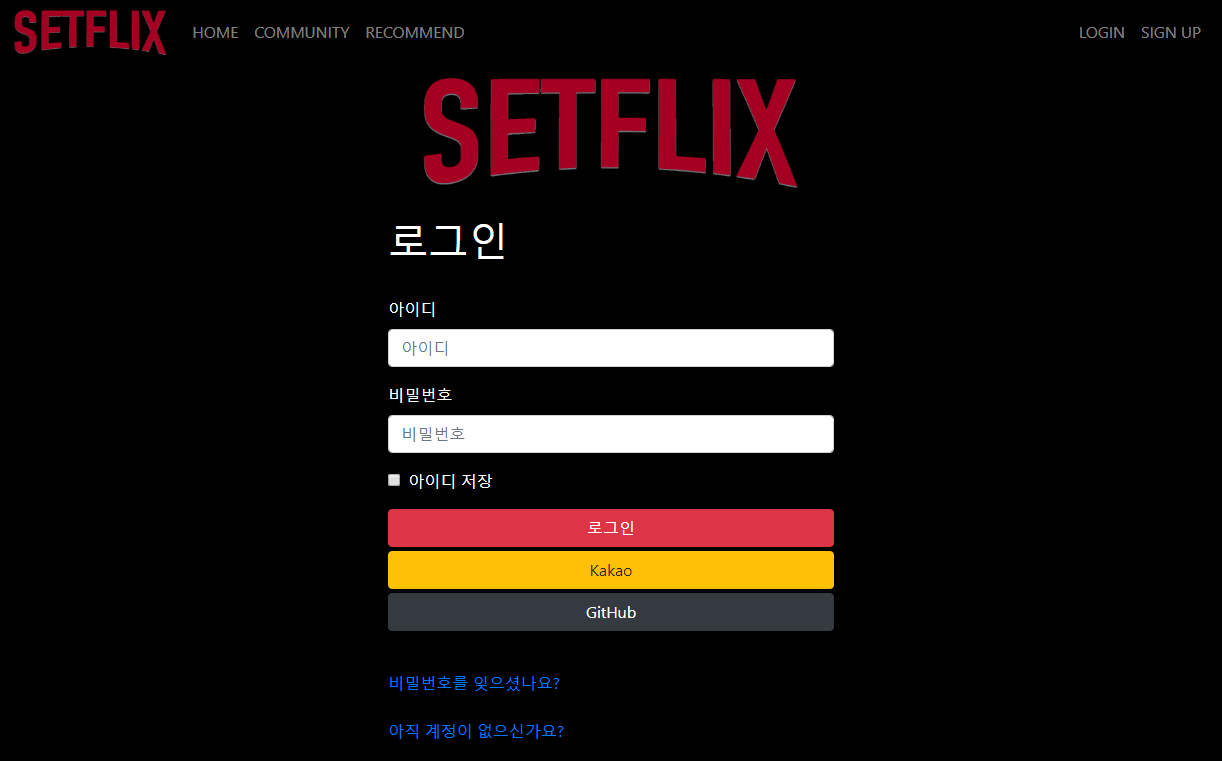 SETFLIX HOME COMMUNITY RECOMMEND LOGIN SIGN UP
SETFLIX
로그인
아이디
아이디
비밀번호
비밀번호
아이디 저장
로그인
Kakao
GitHub
비밀번호를 잊으셨나요?
아직 계정이 없으신가요?